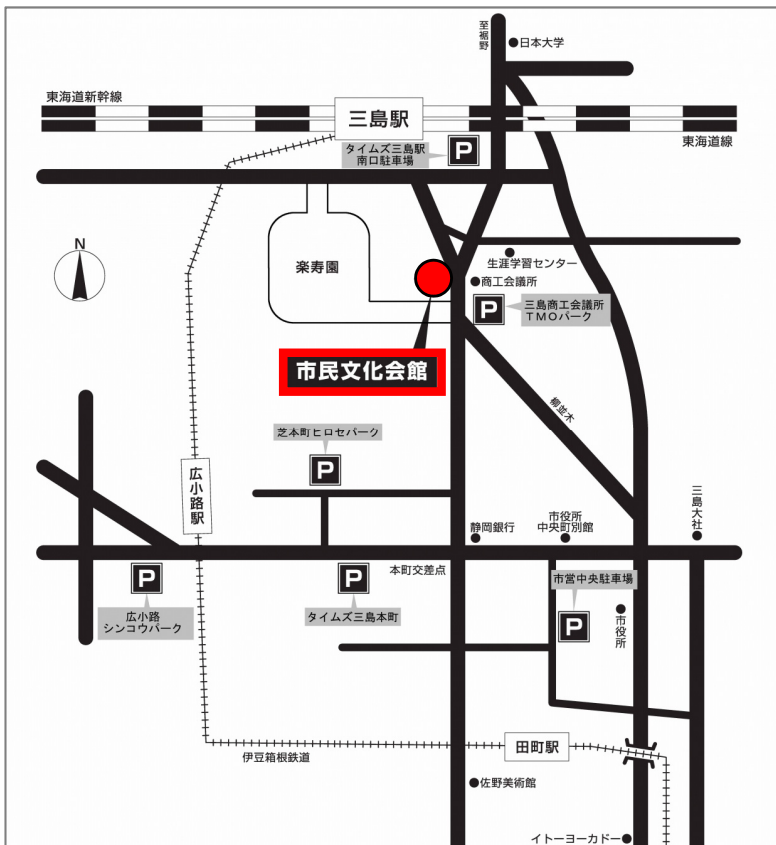 至裾野
日本大学
東海道新幹線
三島駅
東海道線
タイムズ三島駅
南口駐車場
P
N
楽寿園
生涯学習センター
商工会議所
P
三島商工会議所
TMOパーク
市民文化会館
柳並木
芝本町ヒロセパーク
P
広小路駅
三島大社
静岡銀行
市役所
中央町別館
本町交差点
P
P
市営中央駐車場
広小路
シンコウパーク
タイムズ三島本町
P
市役所
田町駅
伊豆箱根鉄道
佐野美術館
イトーヨーカドー